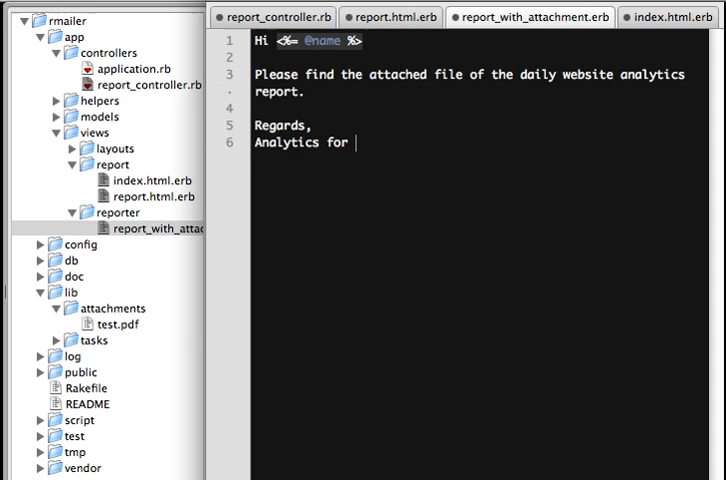 rmailer
app
controllers
application.rb
report_controller.rb
helpers
models
views
layouts
report
index.html.erb
report.html.erb
reporter
report_with_attac
config
db
doc
lib
attachments
test.pdf
tasks
log
public
Rakefile
README
script
test
tmp
vendor
report_controller.rb report.html.erb report_with_attachment.erb index.html.erb
1 Hi <%= @name %>
2
3 Please find the attached file of the daily website analytics
. report.
4
5 Regards,
6 Analytics for